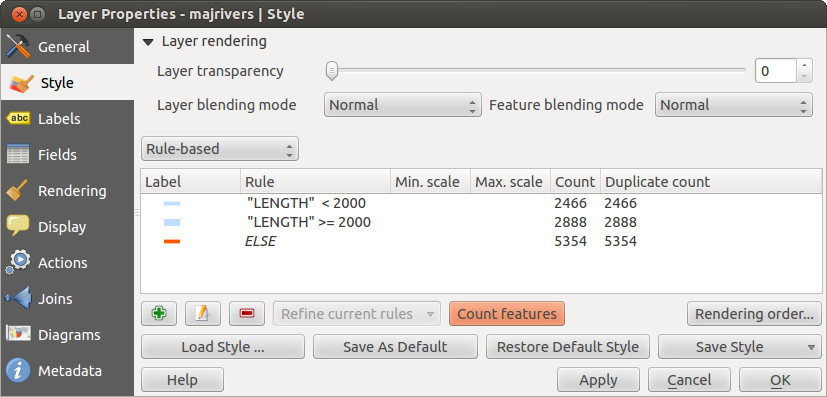 Layer Properties - majrivers | Style
General
Style
abc Labels
Fields
Rendering
Display
Actions
Joins
Diagrams
i Metadata
Layer rendering
Layer transparency 0
Layer blending mode Normal Feature blending mode Normal
Rule-based
Label Rule Min. scale Max. scale Count Duplicate count
"LENGTH" < 2000 2466 2466
"LENGTH" >= 2000 2888 2888
ELSE 5354 5354
Refine current rules Count features Rendering order...
Load Style ... Save As Default Restore Default Style Save Style
Help Apply Cancel OK